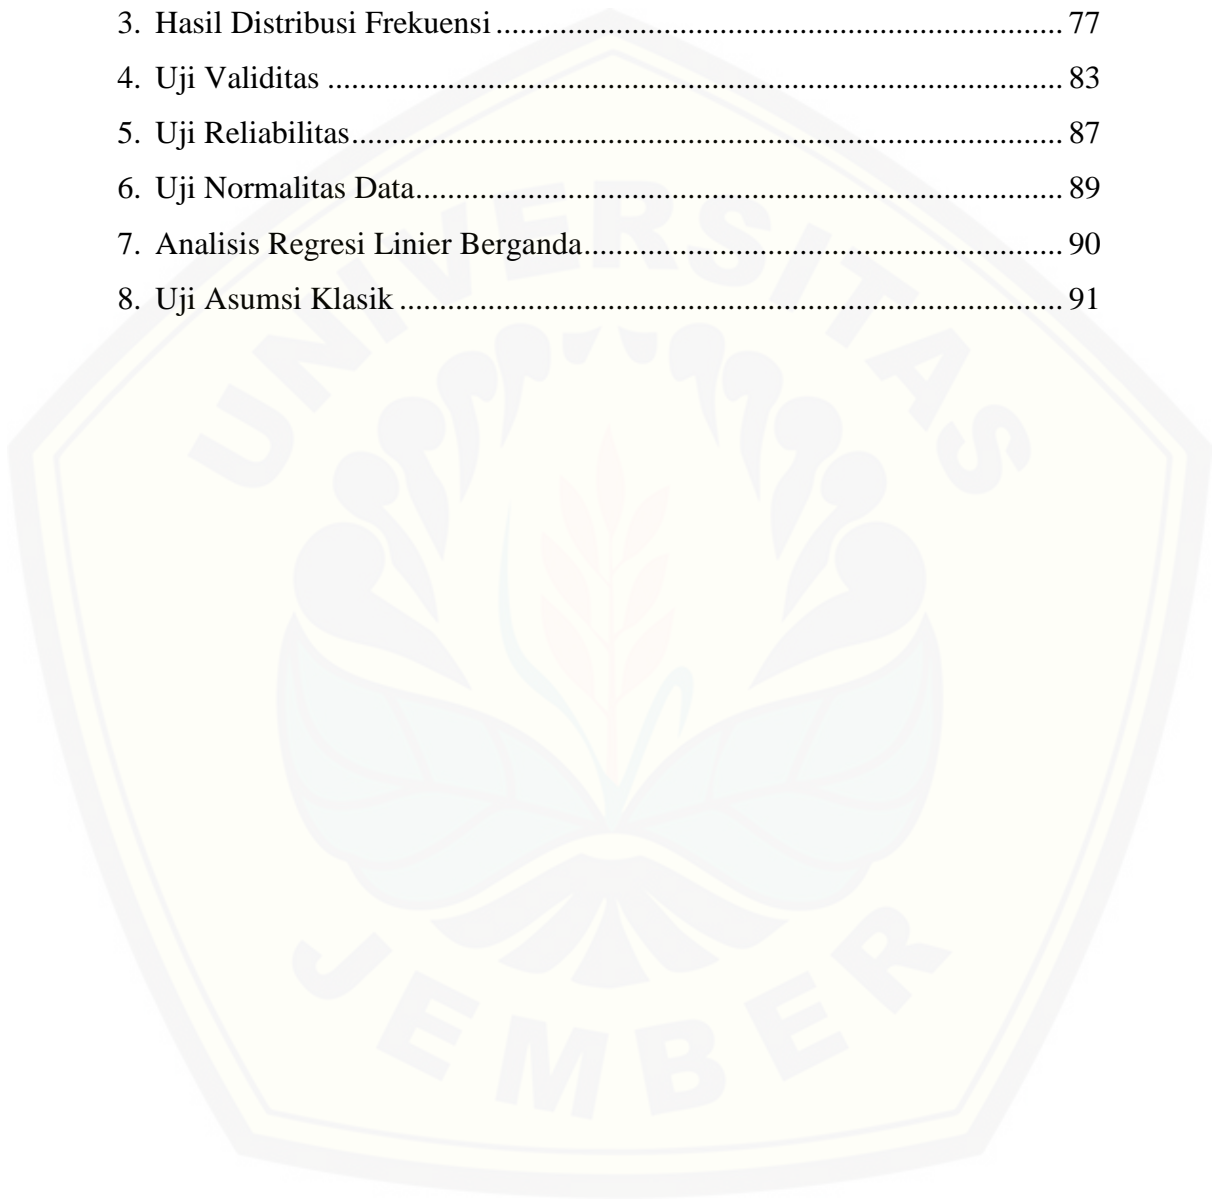 3. Hasil Distribusi Frekuensi ........................................................................ 77
4. Uji Validitas ............................................................................................. 83
5. Uji Reliabilitas.......................................................................................... 87
6. Uji Normalitas Data.................................................................................. 89
7. Analisis Regresi Linier Berganda............................................................. 90
8. Uji Asumsi Klasik .................................................................................... 91
UNIVERSITAS
JEMBER